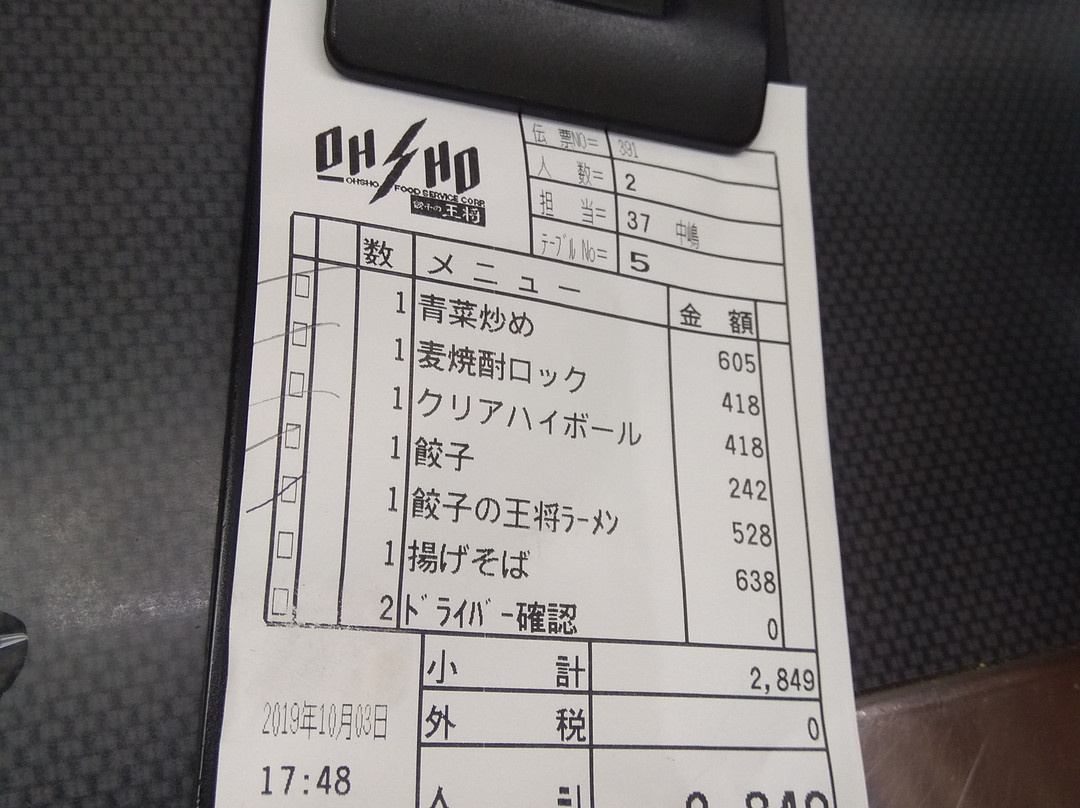 OHSHO
OHSHO FOOD SERVICE CORP
餃子の王将
伝票NO= 391
人数= 2
担当= 37 中嶋
テーブルNo= 5
数 メニュー 金額
1 青菜炒め 605
1 麦焼酎ロック 418
1 クリアハイボール 418
1 餃子 242
1 餃子の王将ラーメン 528
1 揚げそば 638
2 ドライバー確認 0
小計 2,849
外税 0
2019年10月03日
17:48
2,849